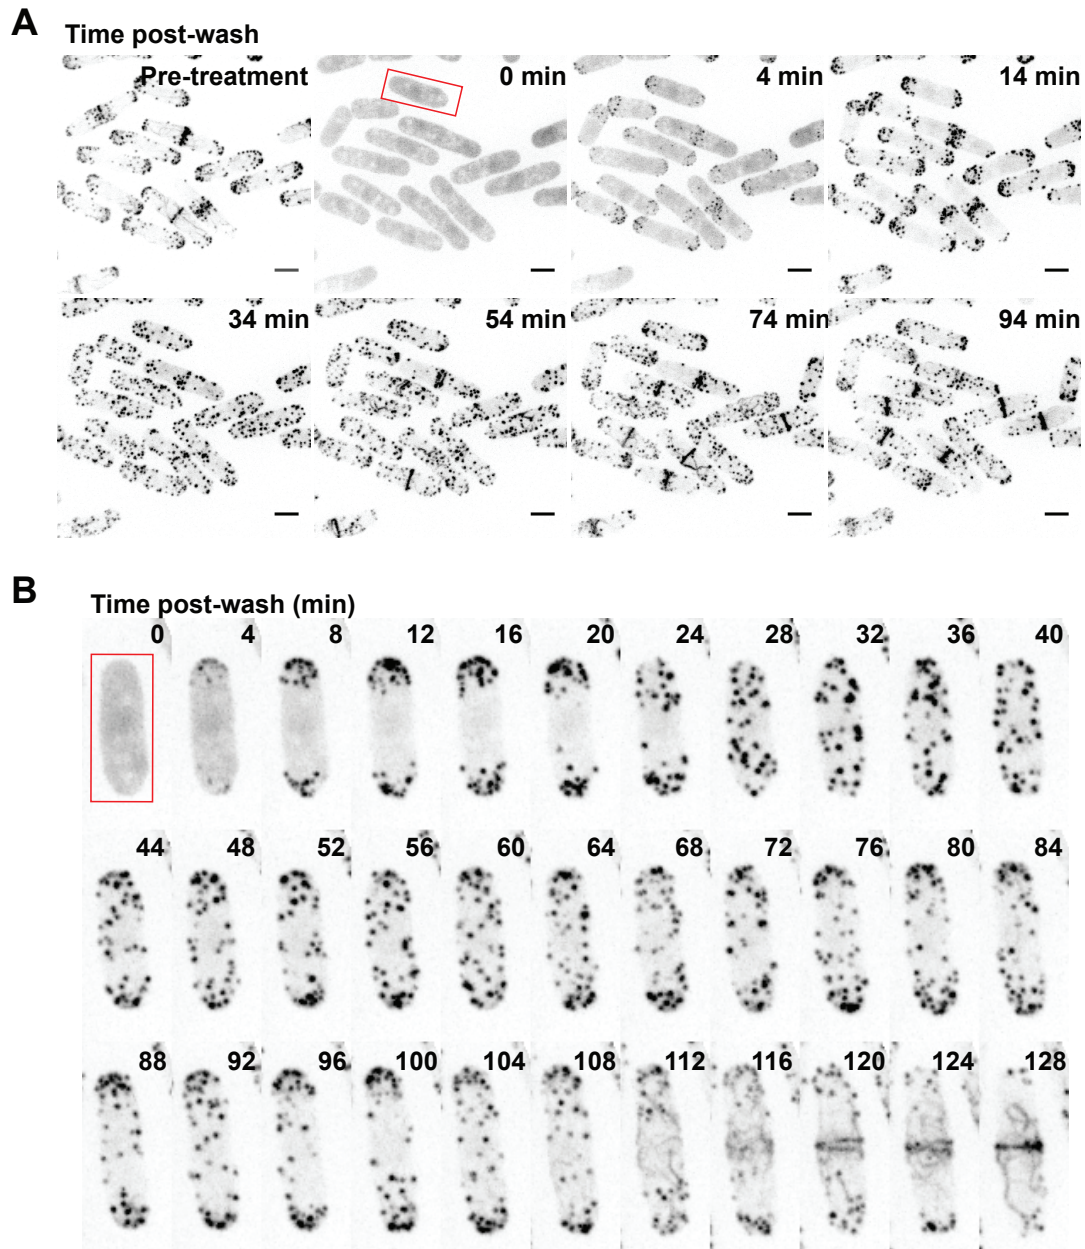 A
Time post-wash
Pre-treatment 0 min 4 min 14 min
34 min 54 min 74 min 94 min
B
Time post-wash (min)
0 4 8 12 16 20 24 28 32 36 40
44 48 52 56 60 64 68 72 76 80 84
88 92 96 100 104 108 112 116 120 124 128